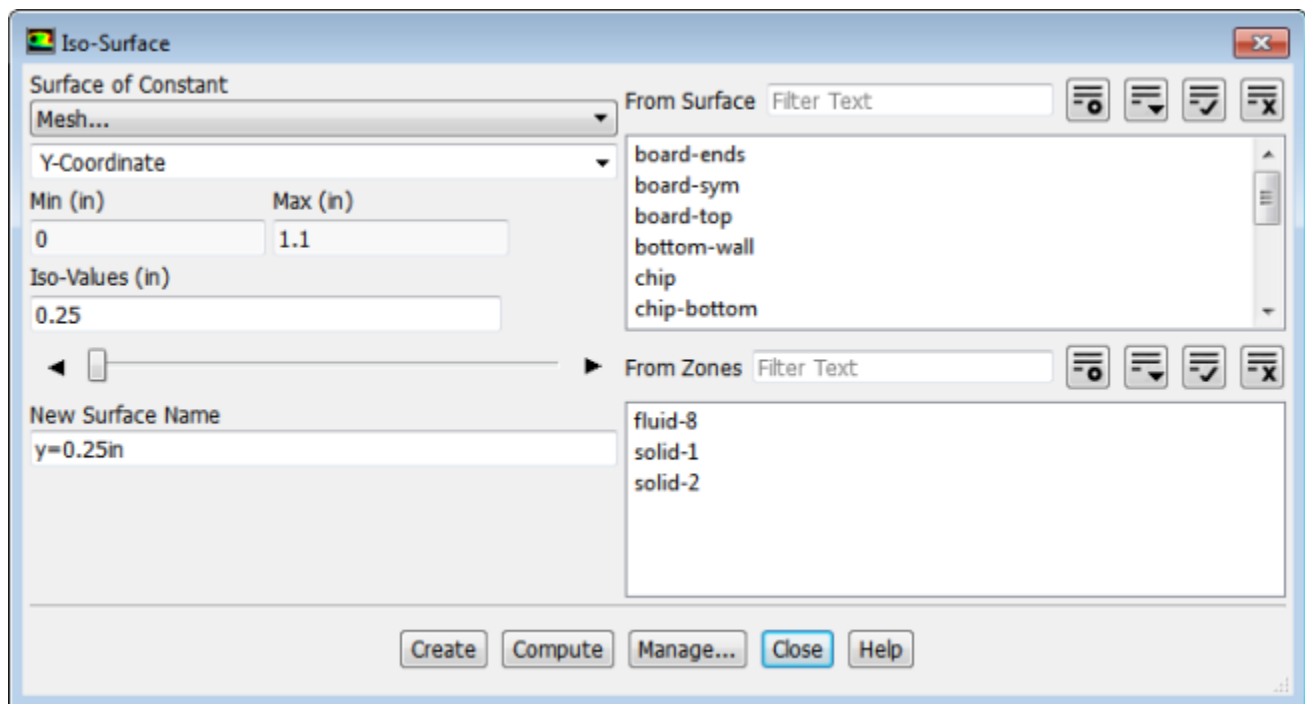 Iso-Surface
Surface of Constant
Mesh...
Y-Coordinate
Min (in) Max (in)
0 1.1
Iso-Values (in)
0.25
New Surface Name
y=0.25in
From Surface Filter Text
board-ends
board-sym
board-top
bottom-wall
chip
chip-bottom
From Zones Filter Text
fluid-8
solid-1
solid-2
Create Compute Manage... Close Help